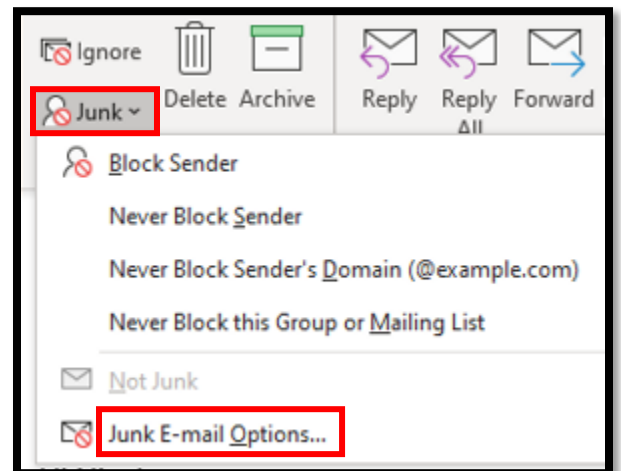 Ignore
Junk
Delete Archive Reply Reply Forward
All
Block Sender
Never Block Sender
Never Block Sender's Domain (@example.com)
Never Block this Group or Mailing List
Not Junk
Junk E-mail Options...